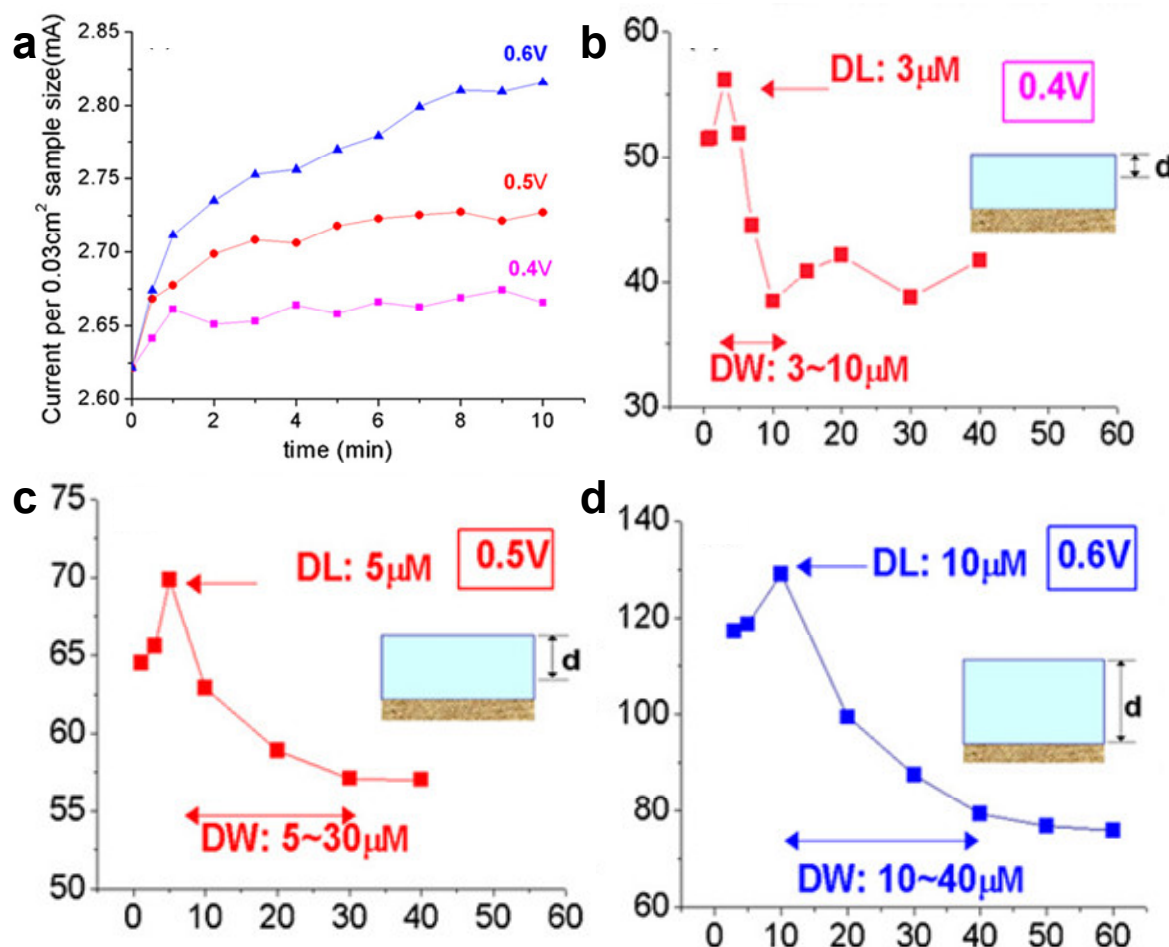 a
Current per 0.03cm² sample size(mA)
2.85
2.80
2.75
2.70
2.65
2.60
0.6V
0.5V
0.4V
0 2 4 6 8 10
time (min)
b
60
50
40
30
DL: 3μM
0.4V
d
DW: 3~10μM
0 10 20 30 40 50 60
c
75
70
65
60
55
50
DL: 5μM
0.5V
d
DW: 5~30μM
0 10 20 30 40 50 60
d
140
120
100
80
60
DL: 10μM
0.6V
d
DW: 10~40μM
0 10 20 30 40 50 60